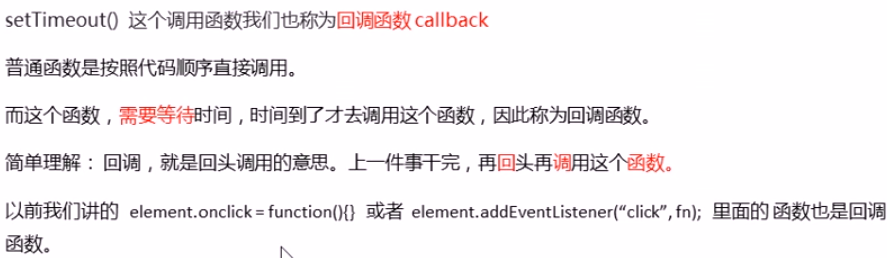 setTimeout() 这个调用函数我们也称为回调函数 callback
普通函数是按照代码顺序直接调用。
而这个函数，需要等待时间，时间到了才去调用这个函数，因此称为回调函数。
简单理解： 回调，就是回头调用的意思。上一件事干完，再回头再调用这个函数。
以前我们讲的 element.onclick = function(){} 或者 element.addEventListener(“click”, fn); 里面的 函数也是回调
函数。